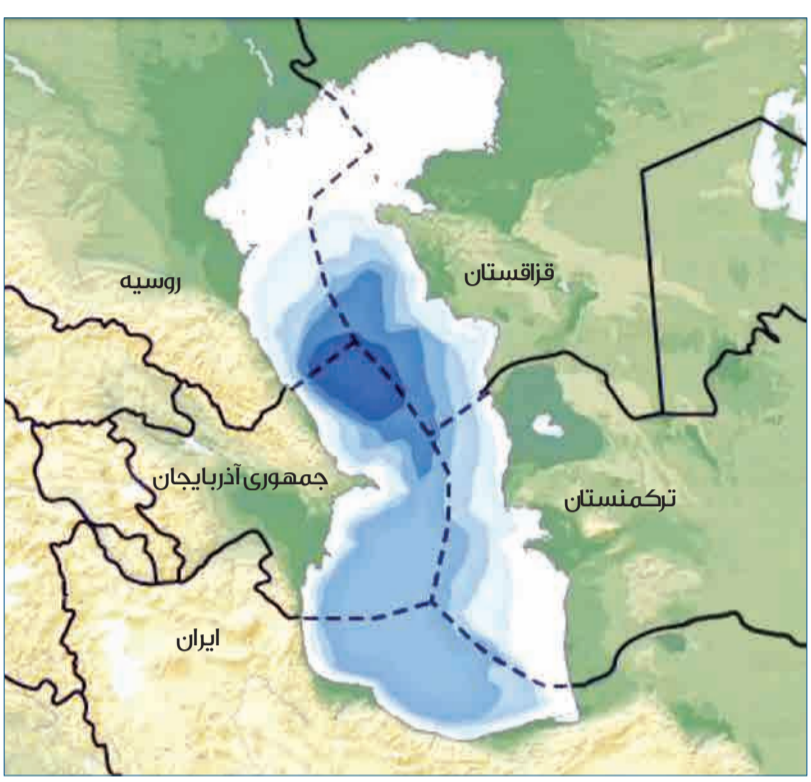 قزاقستان
روسیه
جمهوری آذربایجان
ترکمنستان
ایران